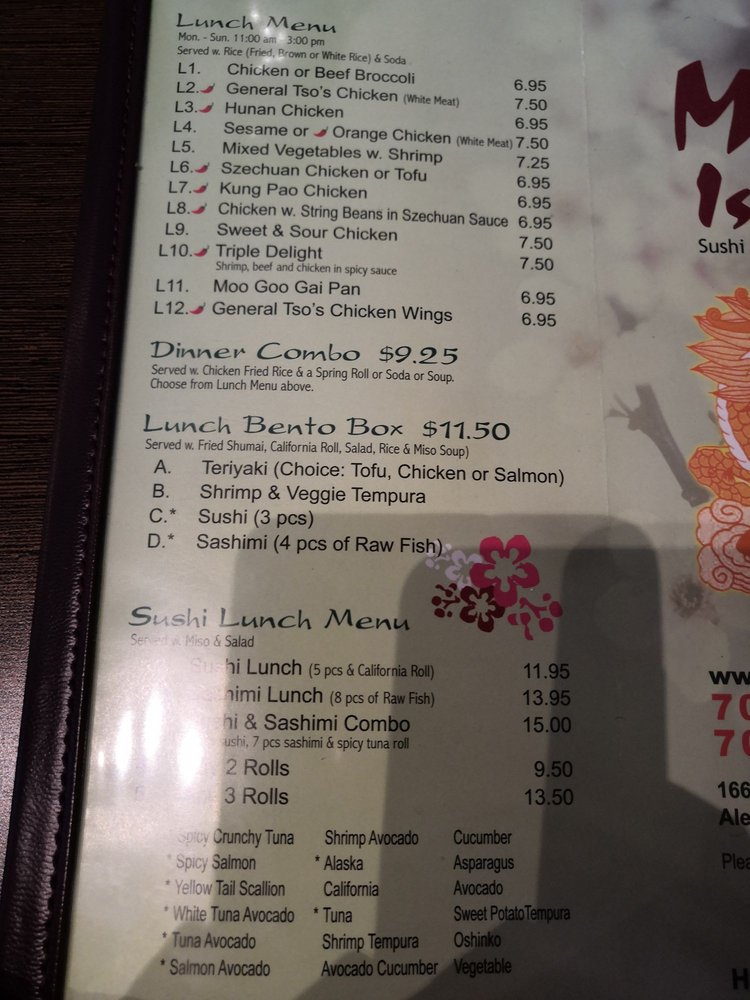 Lunch Menu
Mon. - Sun. 11:00 am - 3:00 pm
Served w. Rice (Fried, Brown or White Rice) & Soda
L1. Chicken or Beef Broccoli 6.95
L2. General Tso's Chicken (White Meat) 7.50
L3. Hunan Chicken 6.95
L4. Sesame or Orange Chicken (White Meat) 7.50
L5. Mixed Vegetables w. Shrimp 7.25
L6. Szechuan Chicken or Tofu 6.95
L7. Kung Pao Chicken 6.95
L8. Chicken w. String Beans in Szechuan Sauce 6.95
L9. Sweet & Sour Chicken 7.50
L10. Triple Delight 7.50
Shrimp, beef and chicken in spicy sauce
L11. Moo Goo Gai Pan 6.95
L12. General Tso's Chicken Wings 6.95
Dinner Combo $9.25
Served w. Chicken Fried Rice & a Spring Roll or Soda or Soup.
Choose from Lunch Menu above.
Lunch Bento Box $11.50
Served w. Fried Shumai, California Roll, Salad, Rice & Miso Soup)
A. Teriyaki (Choice: Tofu, Chicken or Salmon)
B. Shrimp & Veggie Tempura
C.* Sushi (3 pcs)
D.* Sashimi (4 pcs of Raw Fish)
Sushi Lunch Menu
Served w. Miso & Salad
Sushi Lunch (5 pcs & California Roll) 11.95
Sashimi Lunch (8 pcs of Raw Fish) 13.95
Sushi & Sashimi Combo 15.00
sushi, 7 pcs sashimi & spicy tuna roll
2 Rolls 9.50
3 Rolls 13.50
Spicy Crunchy Tuna Shrimp Avocado Cucumber
* Spicy Salmon * Alaska Asparagus
* Yellow Tail Scallion California Avocado
* White Tuna Avocado * Tuna Sweet Potato Tempura
* Tuna Avocado Shrimp Tempura Oshinko
* Salmon Avocado Avocado Cucumber Vegetable
M
Is
Sushi
ww
70
70
166
Ale
Plea
H